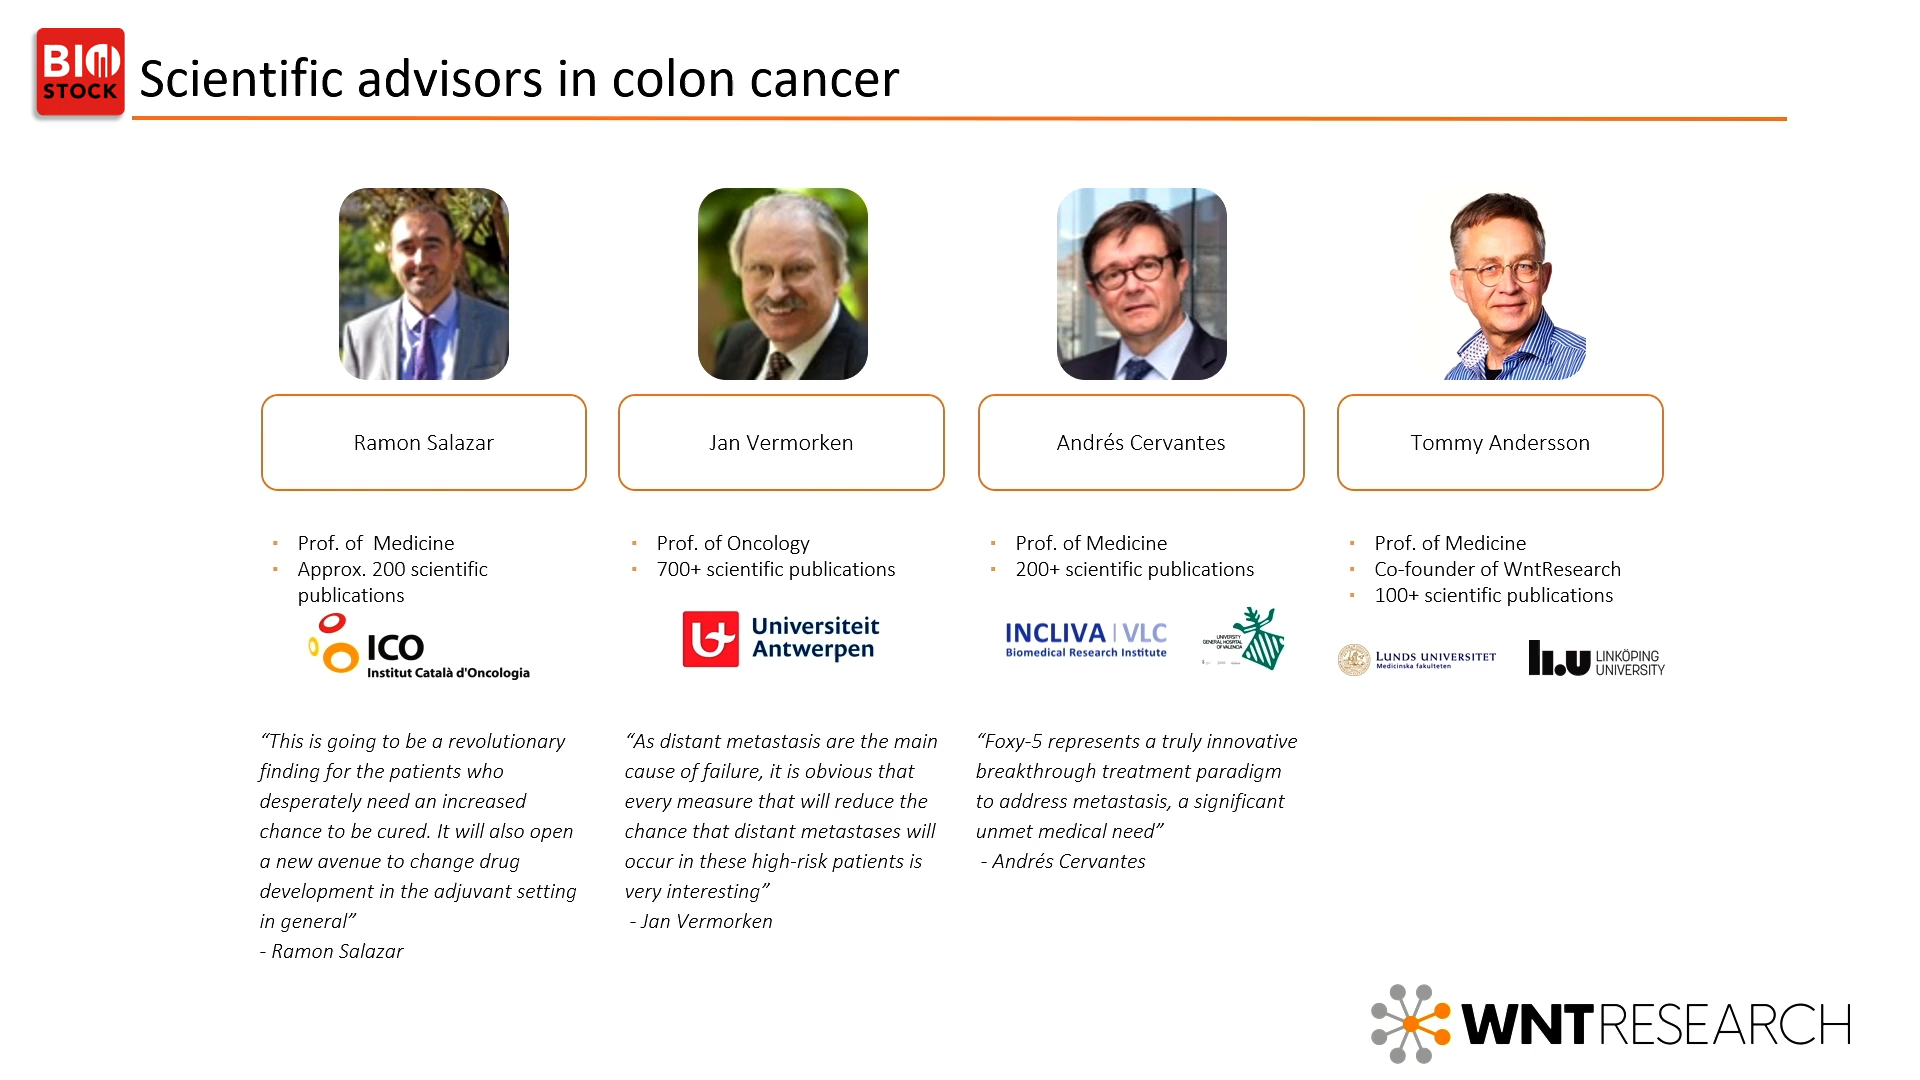 BIO
STOCK
Scientific advisors in colon cancer
Ramon Salazar
Jan Vermorken
Andrés Cervantes
Tommy Andersson
Prof. of  Medicine
Approx. 200 scientific
publications
ICO
Institut Català d'Oncologia
Prof. of Oncology
700+ scientific publications
Universiteit
Antwerpen
Prof. of Medicine
200+ scientific publications
INCLIVA | VLC
Biomedical Research Institute
UNIVERSITY
GENERAL HOSPITAL
OF VALENCIA
Prof. of Medicine
Co-founder of WntResearch
100+ scientific publications
LUNDS UNIVERSITET
Medicinska fakulteten
LINKÖPING
UNIVERSITY
“This is going to be a revolutionary
finding for the patients who
desperately need an increased
chance to be cured. It will also open
a new avenue to change drug
development in the adjuvant setting
in general”
- Ramon Salazar
“As distant metastasis are the main
cause of failure, it is obvious that
every measure that will reduce the
chance that distant metastases will
occur in these high-risk patients is
very interesting”
- Jan Vermorken
“Foxy-5 represents a truly innovative
breakthrough treatment paradigm
to address metastasis, a significant
unmet medical need”
- Andrés Cervantes
WNTRESEARCH